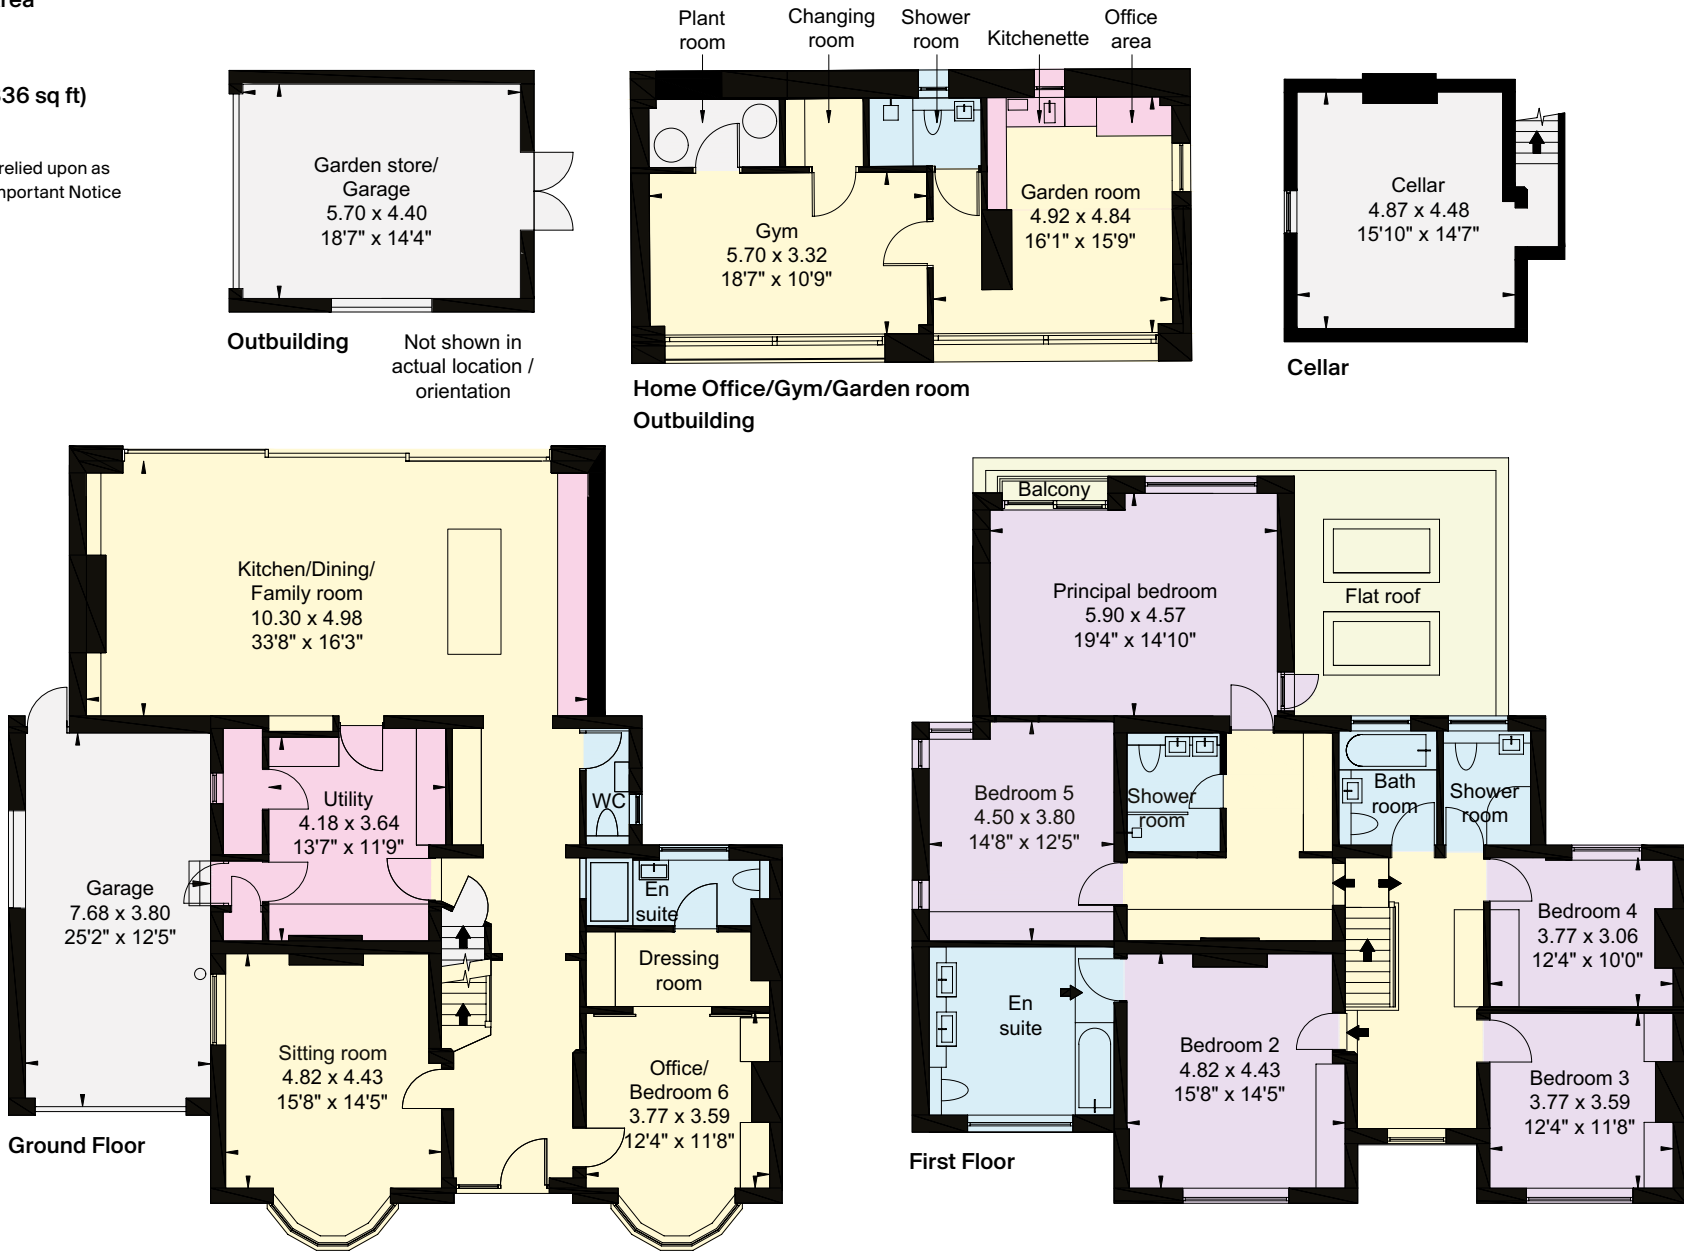 36 sq ft)
relied upon as
mportant Notice
Garden store/
Garage
5.70 x 4.40
18'7" x 14'4"
Outbuilding
Not shown in
actual location /
orientation
Plant
room
Changing
room
Shower
room
Kitchenette
Office
area
Gym
5.70 x 3.32
18'7" x 10'9"
Garden room
4.92 x 4.84
16'1" x 15'9"
Home Office/Gym/Garden room
Outbuilding
Cellar
4.87 x 4.48
15'10" x 14'7"
Cellar
Kitchen/Dining/
Family room
10.30 x 4.98
33'8" x 16'3"
Utility
4.18 x 3.64
13'7" x 11'9"
WC
Garage
7.68 x 3.80
25'2" x 12'5"
En
suite
Dressing
room
Sitting room
4.82 x 4.43
15'8" x 14'5"
Office/
Bedroom 6
3.77 x 3.59
12'4" x 11'8"
Ground Floor
Balcony
Principal bedroom
5.90 x 4.57
19'4" x 14'10"
Flat roof
Bedroom 5
4.50 x 3.80
14'8" x 12'5"
Shower
room
Bath
room
Shower
room
Bedroom 4
3.77 x 3.06
12'4" x 10'0"
En
suite
Bedroom 2
4.82 x 4.43
15'8" x 14'5"
Bedroom 3
3.77 x 3.59
12'4" x 11'8"
First Floor